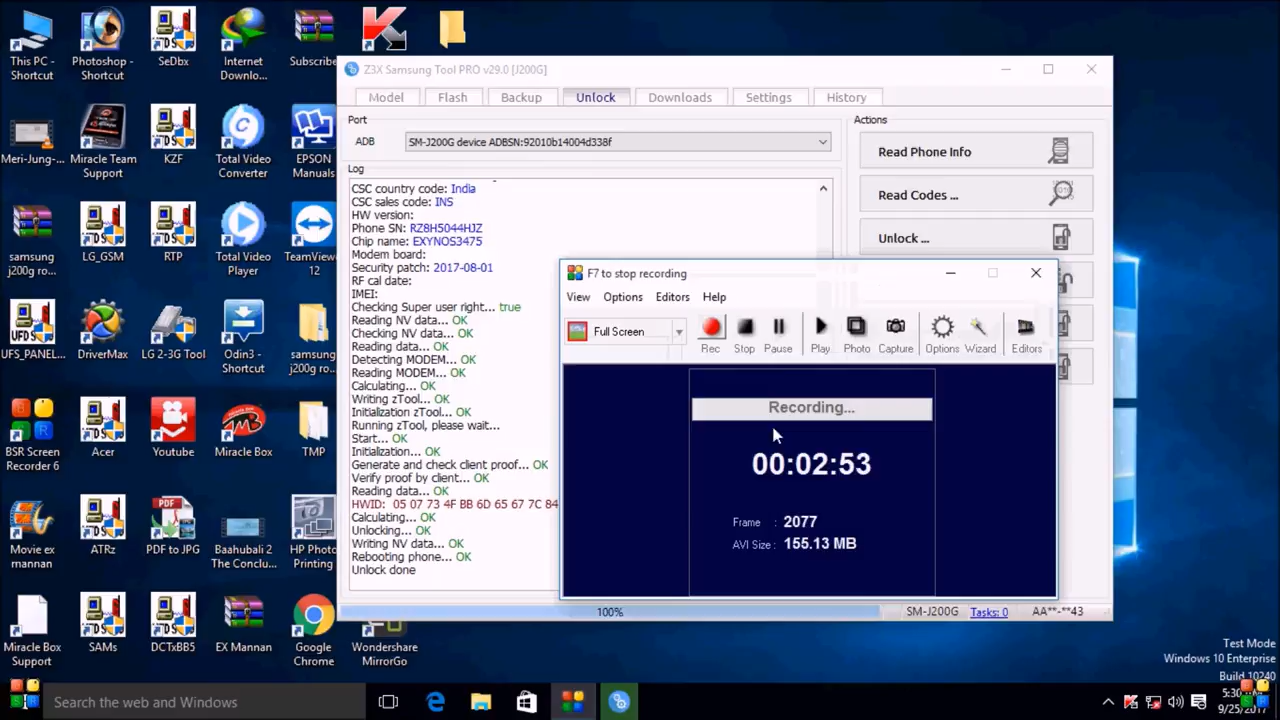 This PC -
Shortcut
Photoshop -
Shortcut
SeDbx
Internet
Downlo...
Subscribe
Meri-Jung-...
Miracle Team
Support
KZF
Total Video
Converter
EPSON
Manuals
samsung
j200g ro...
LG_GSM
RTP
Total Video
Player
TeamViewer
12
UFS_PANEL...
DriverMax
LG 2-3G Tool
Odin3 -
Shortcut
samsung
j200g ro...
BSR Screen
Recorder 6
Acer
Youtube
Miracle Box
TMP
Movie ex
mannan
ATRz
PDF to JPG
Baahubali 2
The Conclu...
HP Photo
Printing
Miracle Box
Support
SAMs
DCTxBB5
EX Mannan
Google
Chrome
Wondershare
MirrorGo
Z3X Samsung Tool PRO v29.0 [J200G]
Model Flash Backup Unlock Downloads Settings History
Port
ADB SM-J200G device ADBSN:92010b14004d338f
Log
CSC country code: India
CSC sales code: INS
HW version:
Phone SN: RZ8H5044HJZ
Chip name: EXYNOS3475
Modem board:
Security patch: 2017-08-01
RF cal date:
IMEI:
Checking Super user right... true
Reading NV data... OK
Checking NV data... OK
Reading data... OK
Detecting MODEM... OK
Reading MODEM... OK
Calculating... OK
Writing zTool... OK
Initialization zTool... OK
Running zTool, please wait...
Start... OK
Initialization... OK
Generate and check client proof... OK
Verify proof by client... OK
Reading data... OK
HWID: 05 07 73 4F BB 6D 65 67 7C 84
Calculating... OK
Unlocking... OK
Writing NV data... OK
Rebooting phone... OK
Unlock done
Actions
Read Phone Info
Read Codes ...
Unlock ...
F7 to stop recording
View Options Editors Help
Full Screen
Rec Stop Pause Play Photo Capture Options Wizard Editors
Recording...
00:02:53
Frame : 2077
AVI Size : 155.13 MB
100% SM-J200G Tasks: 0 AA**-**43
Test Mode
Windows 10 Enterprise
Build 10240
Search the web and Windows
9/25/2017